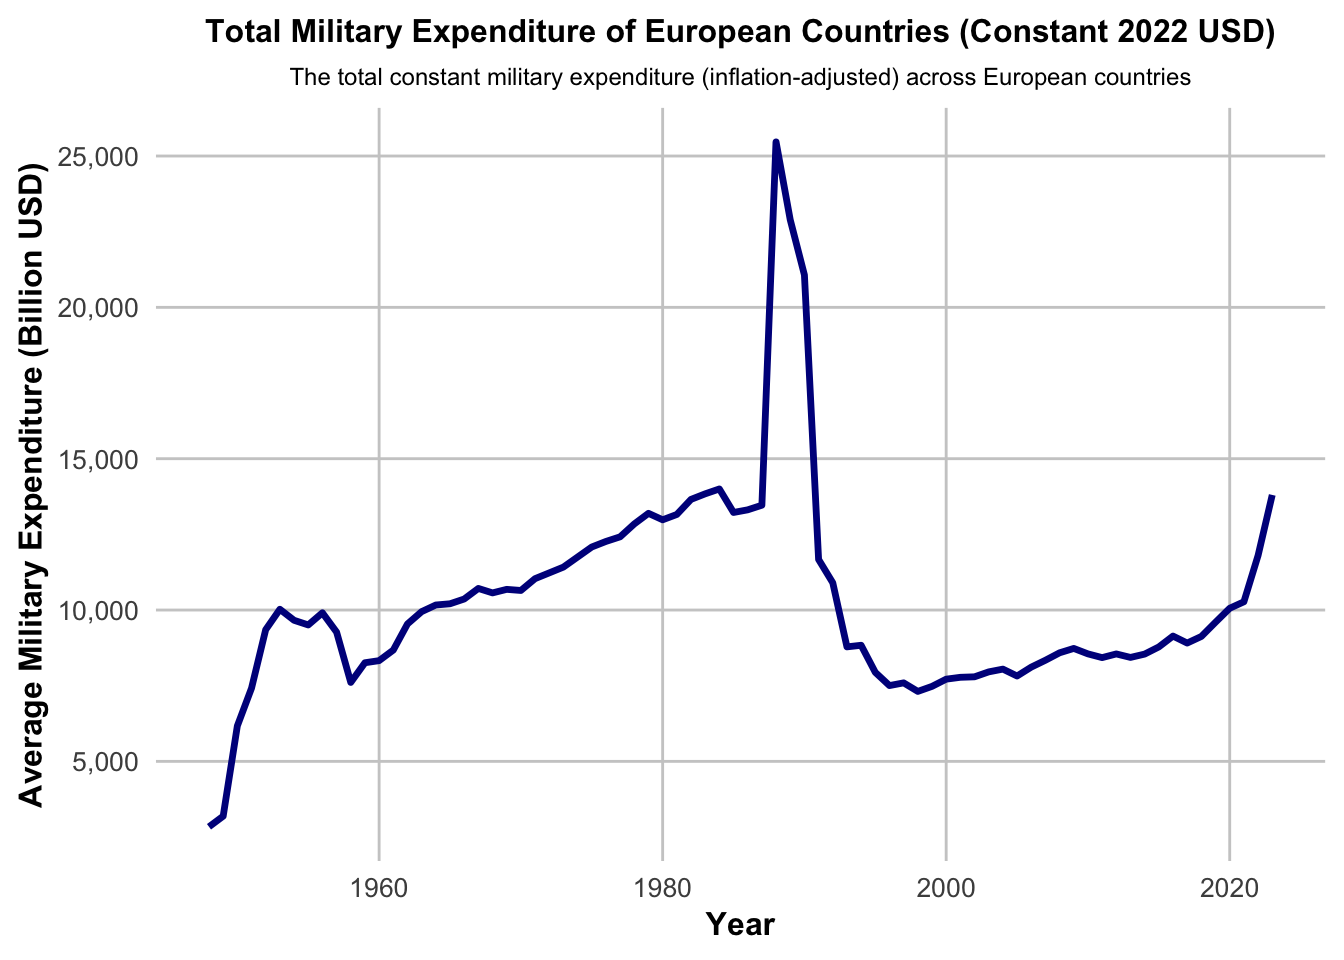 Total Military Expenditure of European Countries (Constant 2022 USD)
The total constant military expenditure (inflation-adjusted) across European countries
Average Military Expenditure (Billion USD)
25,000
20,000
15,000
10,000
5,000
1960 1980 2000 2020
Year